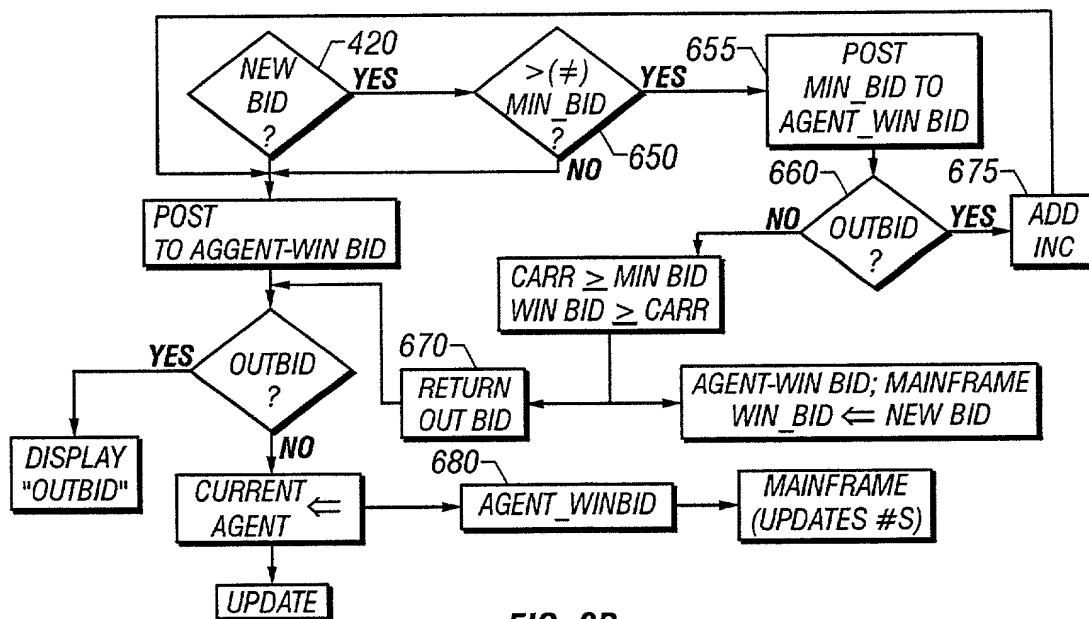 420
NEW
BID
?
YES
>(≠)
MIN_BID
?
650
YES
NO
655
POST
MIN_BID TO
AGENT_WIN BID
660
OUTBID
?
NO
YES
675
ADD
INC
POST
TO AGGENT-WIN BID
CARR ≥ MIN BID
WIN BID ≥ CARR
OUTBID
?
YES
NO
670
RETURN
OUT BID
AGENT-WIN BID; MAINFRAME
WIN_BID ⇐ NEW BID
DISPLAY
"OUTBID"
CURRENT ⇐
AGENT
680
AGENT_WINBID
MAINFRAME
(UPDATES #S)
UPDATE